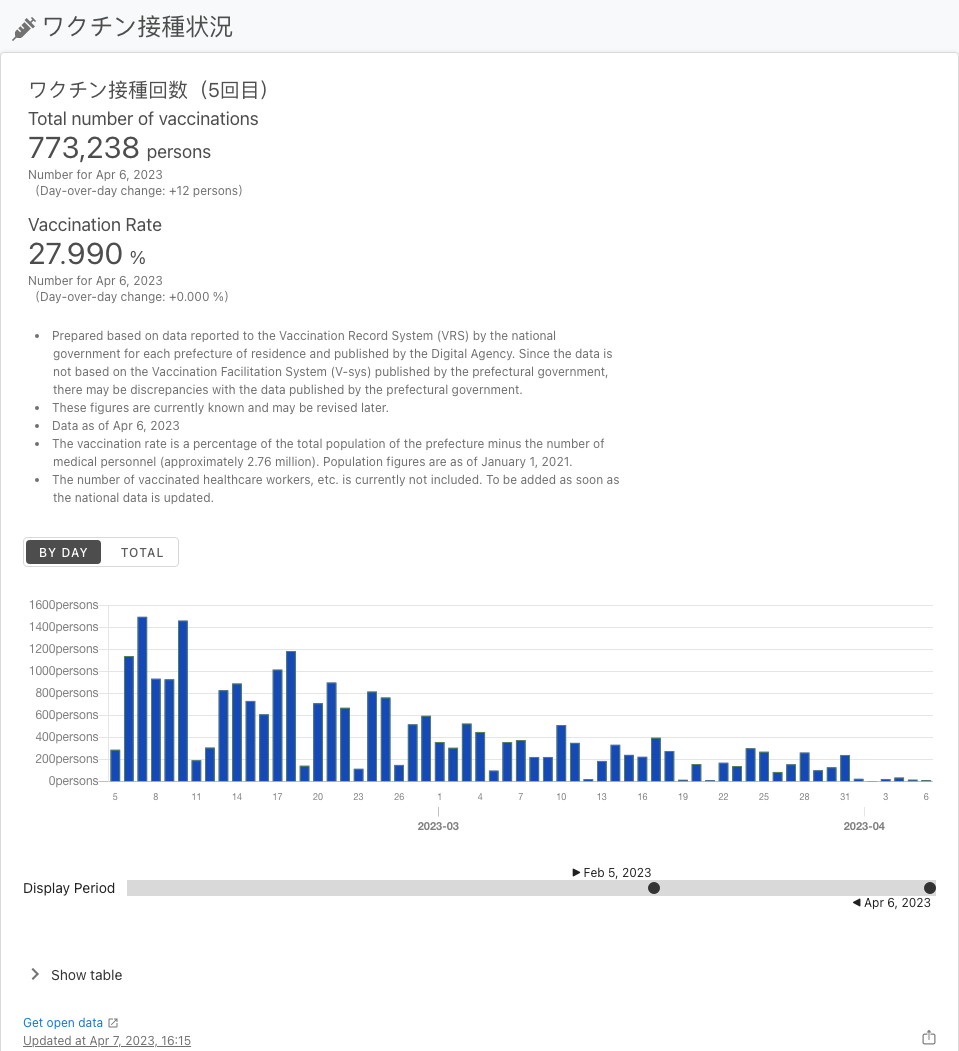 ワクチン接種状況
ワクチン接種回数（5回目）
Total number of vaccinations
773,238 persons
Number for Apr 6, 2023
(Day-over-day change: +12 persons)
Vaccination Rate
27.990 %
Number for Apr 6, 2023
(Day-over-day change: +0.000 %)
• Prepared based on data reported to the Vaccination Record System (VRS) by the national
government for each prefecture of residence and published by the Digital Agency. Since the data is
not based on the Vaccination Facilitation System (V-sys) published by the prefectural government,
there may be discrepancies with the data published by the prefectural government.
• These figures are currently known and may be revised later.
• Data as of Apr 6, 2023
• The vaccination rate is a percentage of the total population of the prefecture minus the number of
medical personnel (approximately 2.76 million). Population figures are as of January 1, 2021.
• The number of vaccinated healthcare workers, etc. is currently not included. To be added as soon as
the national data is updated.
BY DAY TOTAL
1600persons
1400persons
1200persons
1000persons
800persons
600persons
400persons
200persons
0persons
5 8 11 14 17 20 23 26 1 4 7 10 13 16 19 22 25 28 31 3 6
2023-03 2023-04
▶ Feb 5, 2023
Display Period
◀ Apr 6, 2023
Show table
Get open data
Updated at Apr 7, 2023, 16:15